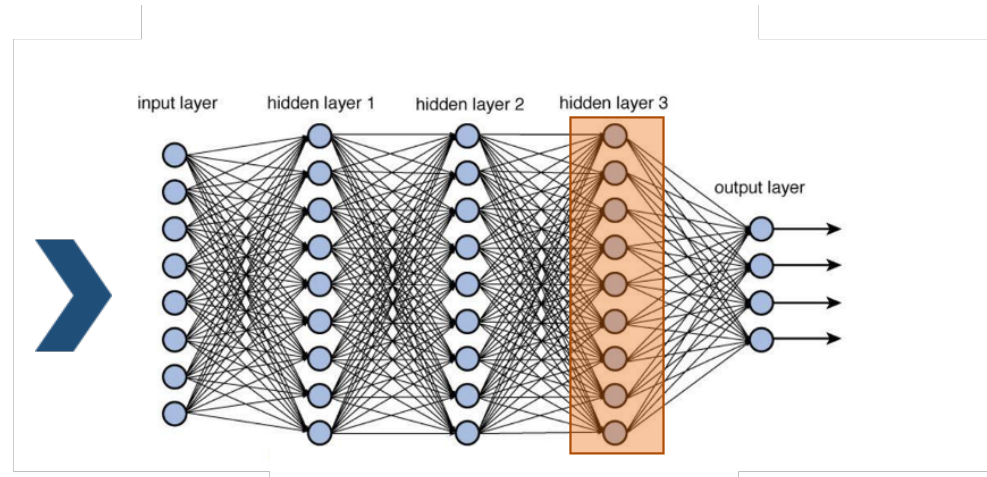 input layer
hidden layer 1
hidden layer 2
hidden layer 3
output layer